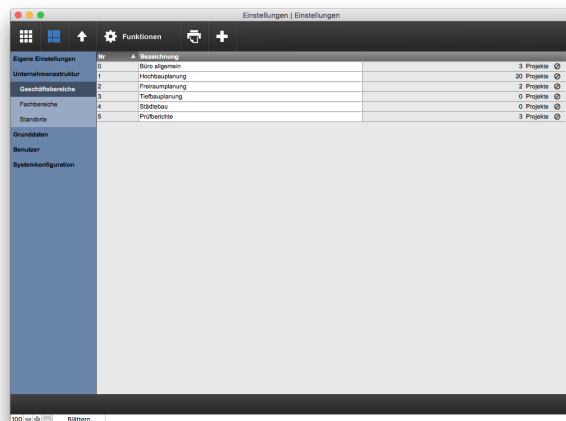 Einstellungen | Einstellungen
Funktionen
Eigene Einstellungen
Unternehmensstruktur
Geschäftsbereiche
Fachbereiche
Standorte
Grunddaten
Benutzer
Systemkonfiguration
Nr Bezeichnung
0 Büro allgemein 3 Projekte
1 Hochbauplanung 20 Projekte
2 Freiraumplanung 2 Projekte
3 Tiefbauplanung 0 Projekte
4 Städtebau 0 Projekte
5 Prüfberichte 3 Projekte
100 Blättern